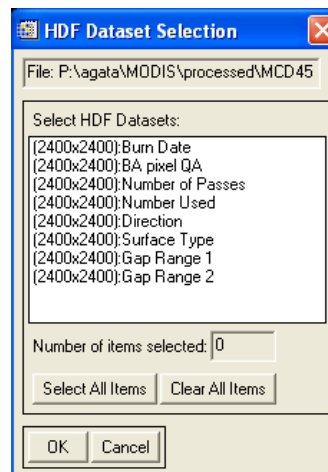 HDF Dataset Selection
File: P:\agata\MODIS\processed\MCD45
Select HDF Datasets:
(2400x2400):Burn Date
(2400x2400):BA pixel QA
(2400x2400):Number of Passes
(2400x2400):Number Used
(2400x2400):Direction
(2400x2400):Surface Type
(2400x2400):Gap Range 1
(2400x2400):Gap Range 2
Number of items selected: 0
Select All Items Clear All Items
OK Cancel